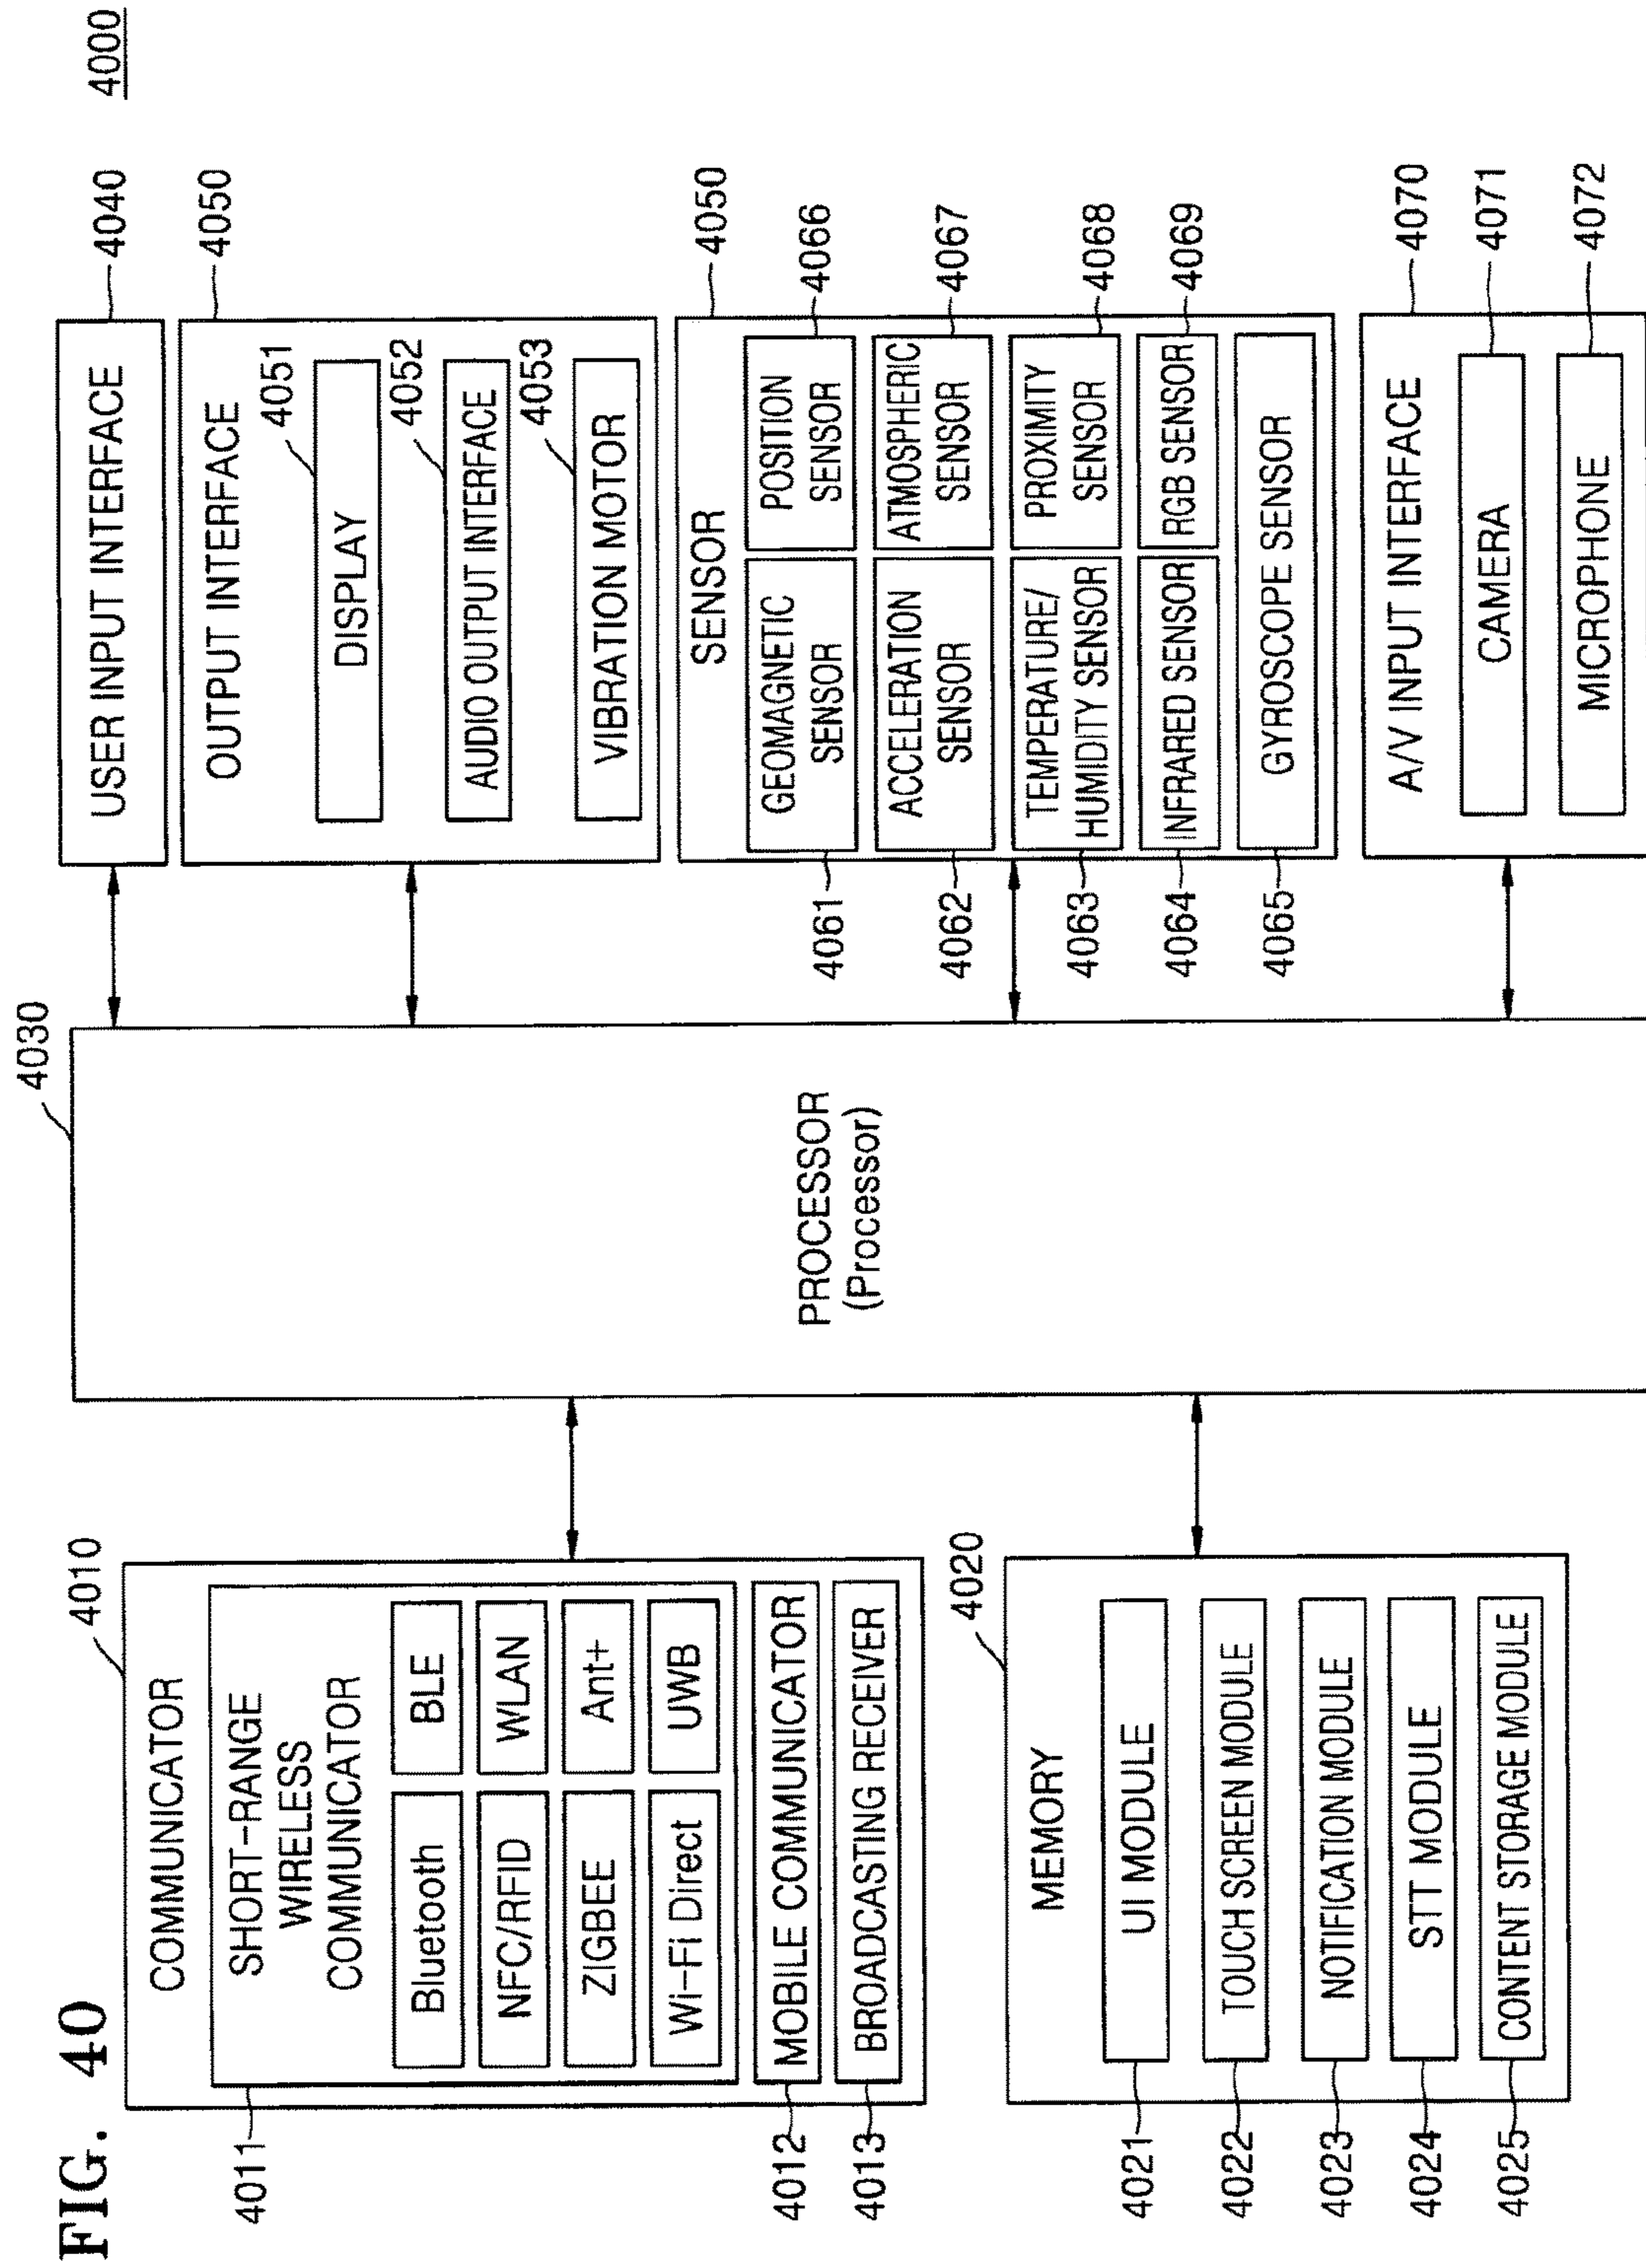 FIG. 40
4000
4010
COMMUNICATOR
4011
SHORT-RANGE
WIRELESS
COMMUNICATOR
Bluetooth
BLE
NFC/RFID
WLAN
ZIGBEE
Ant+
Wi-Fi Direct
UWB
4012
MOBILE COMMUNICATOR
4013
BROADCASTING RECEIVER
4020
MEMORY
4021
UI MODULE
4022
TOUCH SCREEN MODULE
4023
NOTIFICATION MODULE
4024
STT MODULE
4025
CONTENT STORAGE MODULE
4030
PROCESSOR
(Processor)
USER INPUT INTERFACE
4040
OUTPUT INTERFACE
4050
4051
DISPLAY
4052
AUDIO OUTPUT INTERFACE
4053
VIBRATION MOTOR
SENSOR
4050
4061
GEOMAGNETIC
SENSOR
POSITION
SENSOR
4066
4062
ACCELERATION
SENSOR
ATMOSPHERIC
SENSOR
4067
4063
TEMPERATURE/
HUMIDITY SENSOR
PROXIMITY
SENSOR
4068
4064
INFRARED SENSOR
RGB SENSOR
4069
4065
GYROSCOPE SENSOR
A/V INPUT INTERFACE
4070
CAMERA
4071
MICROPHONE
4072